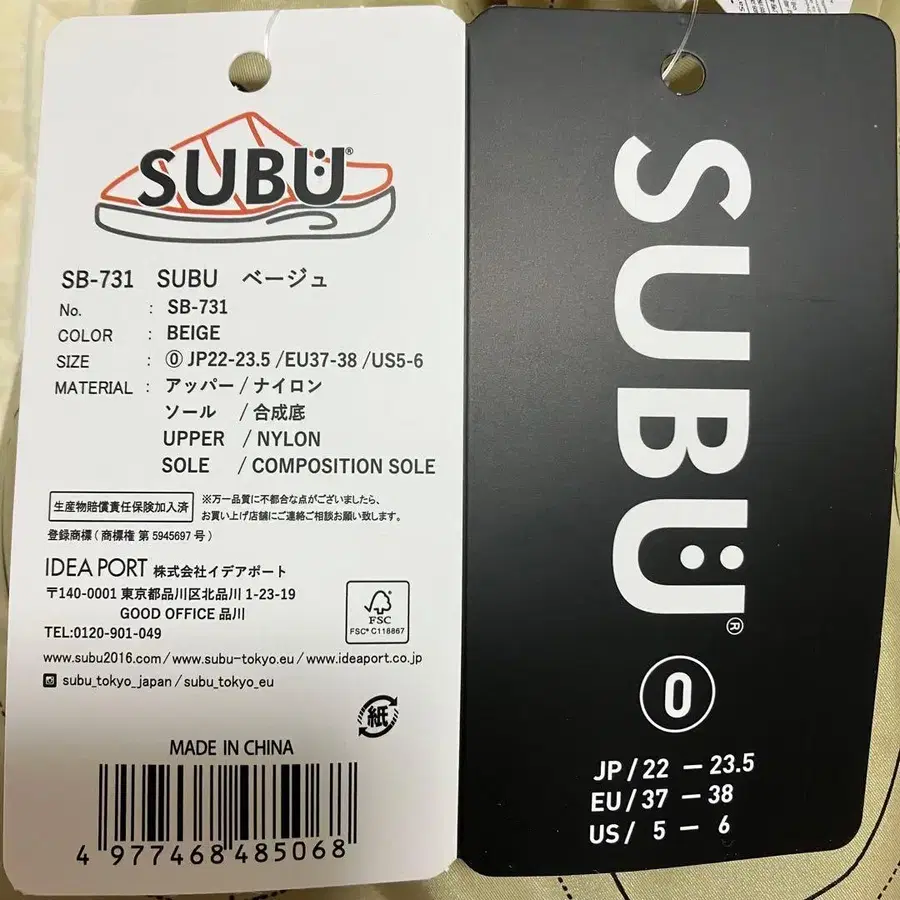 SUBU®
SB-731 SUBU ベージュ
No. : SB-731
COLOR : BEIGE
SIZE : ⓪ JP22-23.5 /EU37-38 /US5-6
MATERIAL : アッパー / ナイロン
ソール / 合成底
UPPER / NYLON
SOLE / COMPOSITION SOLE
生産物賠償責任保険加入済
※万一品質に不都合な点がございましたら、
お買い上げ店舗にご連絡ご相談お願い致します。
登録商標 ( 商標権 第 5945697 号 )
IDEA PORT 株式会社イデアポート
〒140-0001 東京都品川区北品川 1-23-19
GOOD OFFICE 品川
TEL:0120-901-049
FSC
FSC® C118867
www.subu2016.com / www.subu-tokyo.eu / www.ideaport.co.jp
subu_tokyo_japan / subu_tokyo_eu
紙
MADE IN CHINA
4 977468 485068
SUBU®
0
JP / 22 — 23.5
EU / 37 — 38
US / 5 — 6